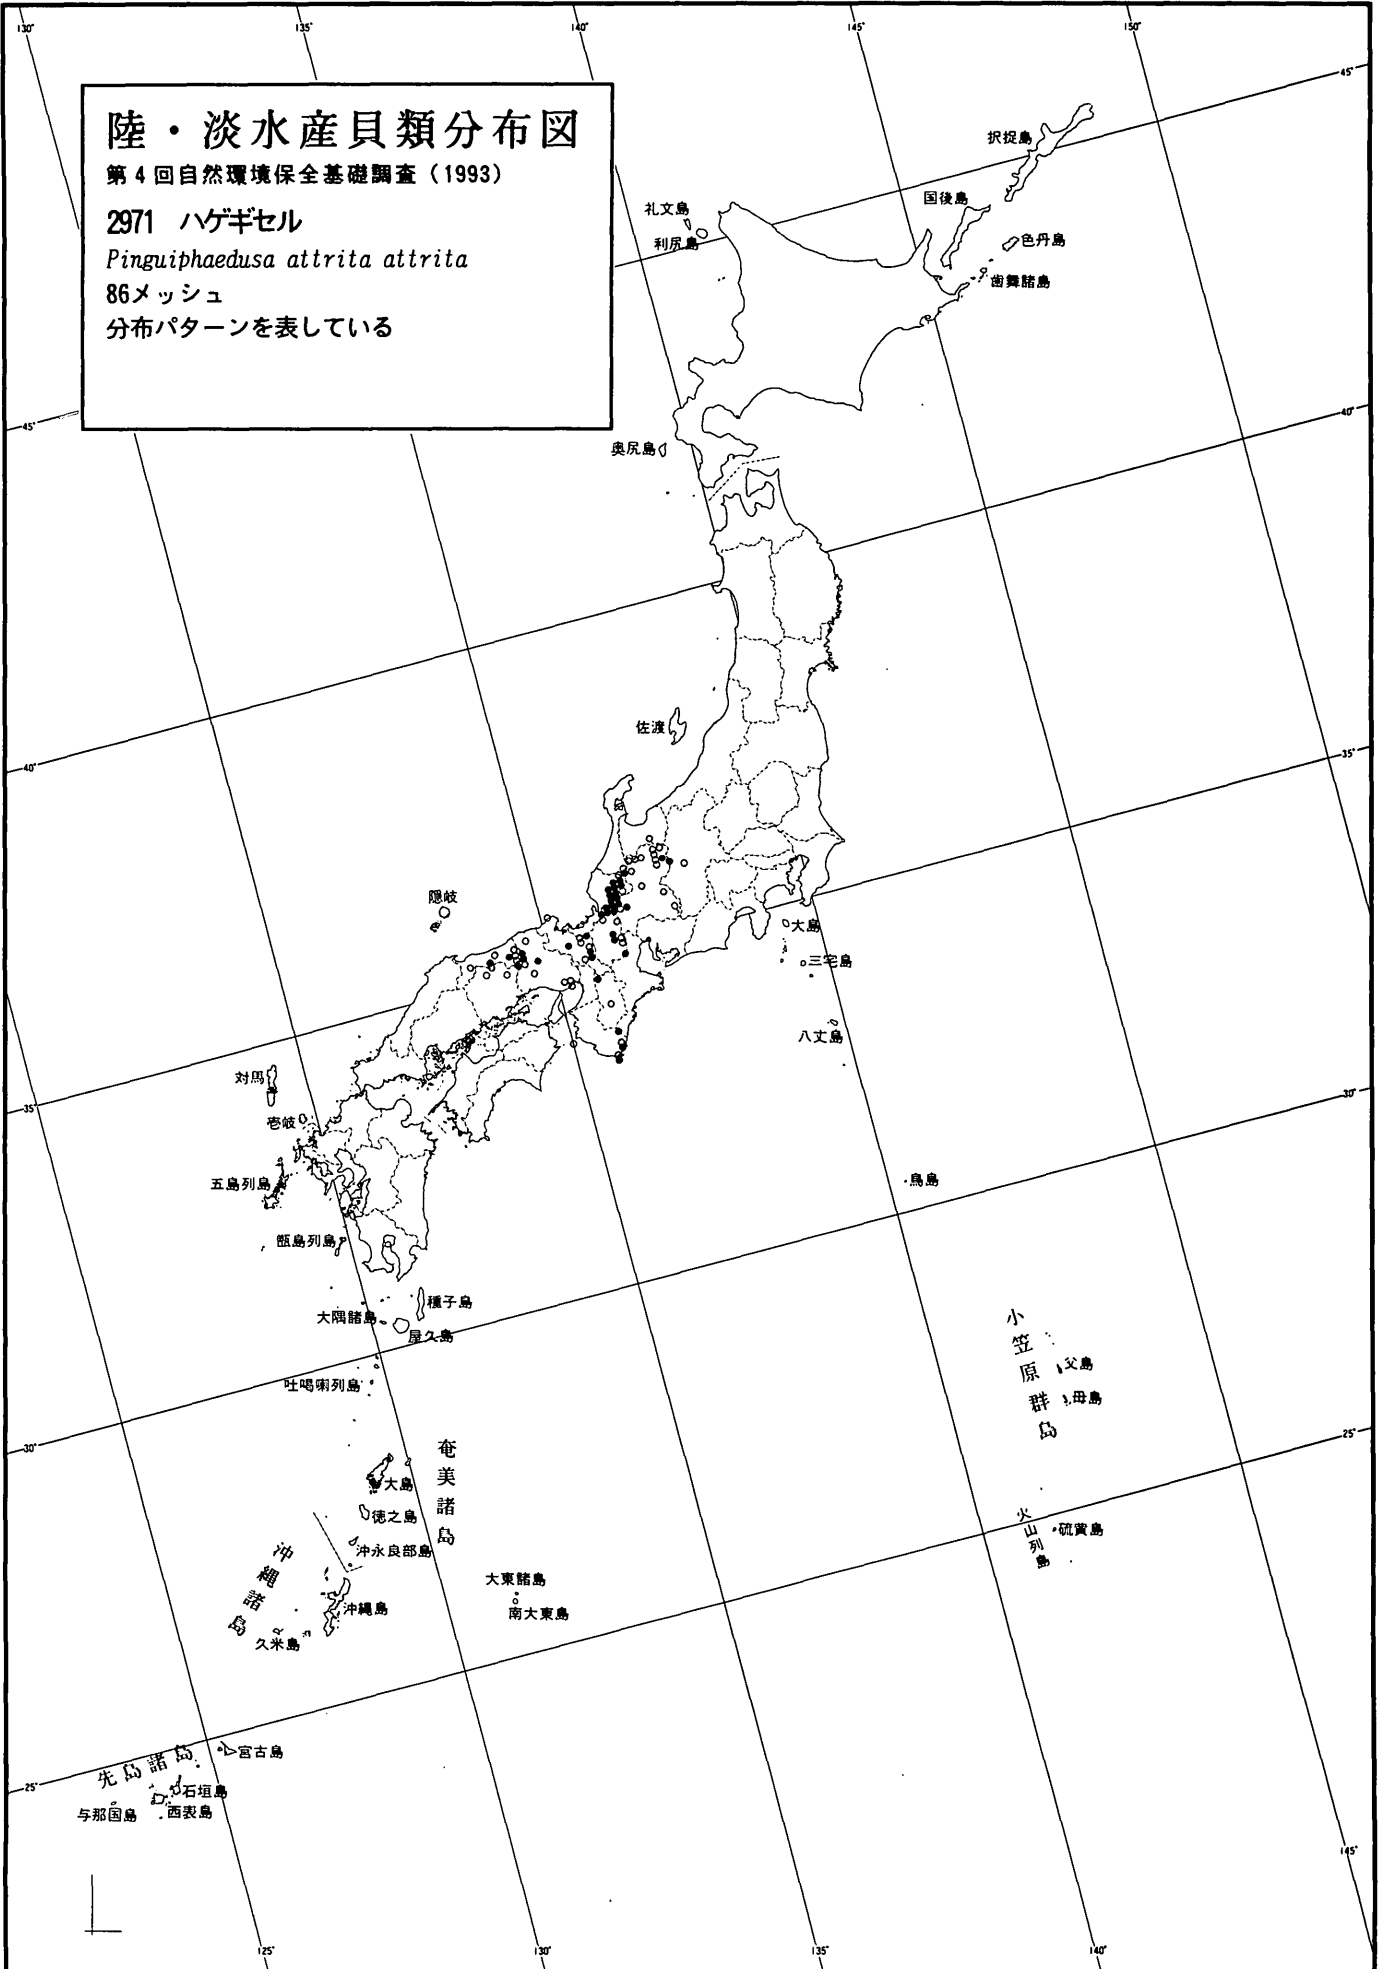 陸・淡水産貝類分布図
第4回自然環境保全基礎調査（1993）
2971 ハゲギセル
Pinguiphaedusa attrita attrita
86メッシュ
分布パターンを表している
130°
135°
140°
145°
150°
45°
択捉島
国後島
色丹島
歯舞諸島
礼文島
利尻島
45°
40°
奥尻島
佐渡
35°
40°
隠岐
大島
三宅島
八丈島
対馬
壱岐
35°
30°
五島列島
鳥島
甑島列島
種子島
大隅諸島
屋久島
吐噶喇列島
小笠原群島
父島
母島
30°
25°
奄美諸島
大島
徳之島
沖永良部島
火山列島
硫黄島
沖縄諸島
沖縄島
久米島
大東諸島
南大東島
先島諸島
宮古島
石垣島
西表島
与那国島
25°
145°
125°
130°
135°
140°